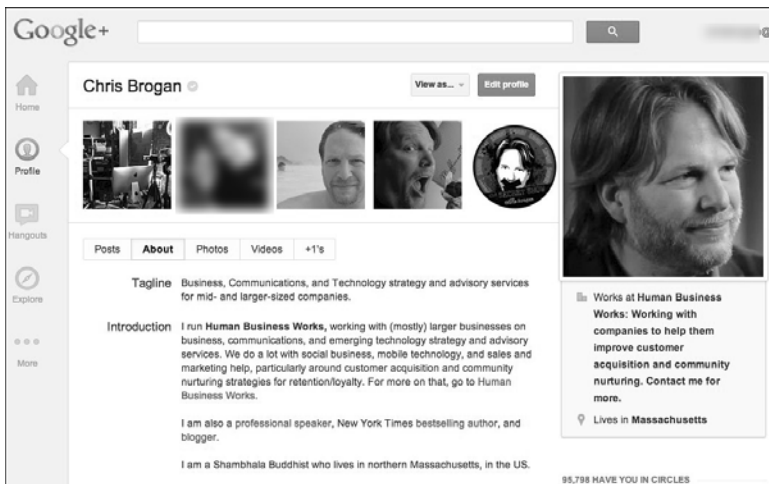 Google+
Home
Profile
Hangouts
Explore
More
Chris Brogan
View as...
Edit profile
Posts About Photos Videos +1's
Tagline Business, Communications, and Technology strategy and advisory services
for mid- and larger-sized companies.
Introduction I run Human Business Works, working with (mostly) larger businesses on
business, communications, and emerging technology strategy and advisory
services. We do a lot with social business, mobile technology, and sales and
marketing help, particularly around customer acquisition and community
nurturing strategies for retention/loyalty. For more on that, go to Human
Business Works.
I am also a professional speaker, New York Times bestselling author, and
blogger.
I am a Shambhala Buddhist who lives in northern Massachusetts, in the US.
Works at Human Business
Works: Working with
companies to help them
improve customer
acquisition and community
nurturing. Contact me for
more.
Lives in Massachusetts
95,798 HAVE YOU IN CIRCLES